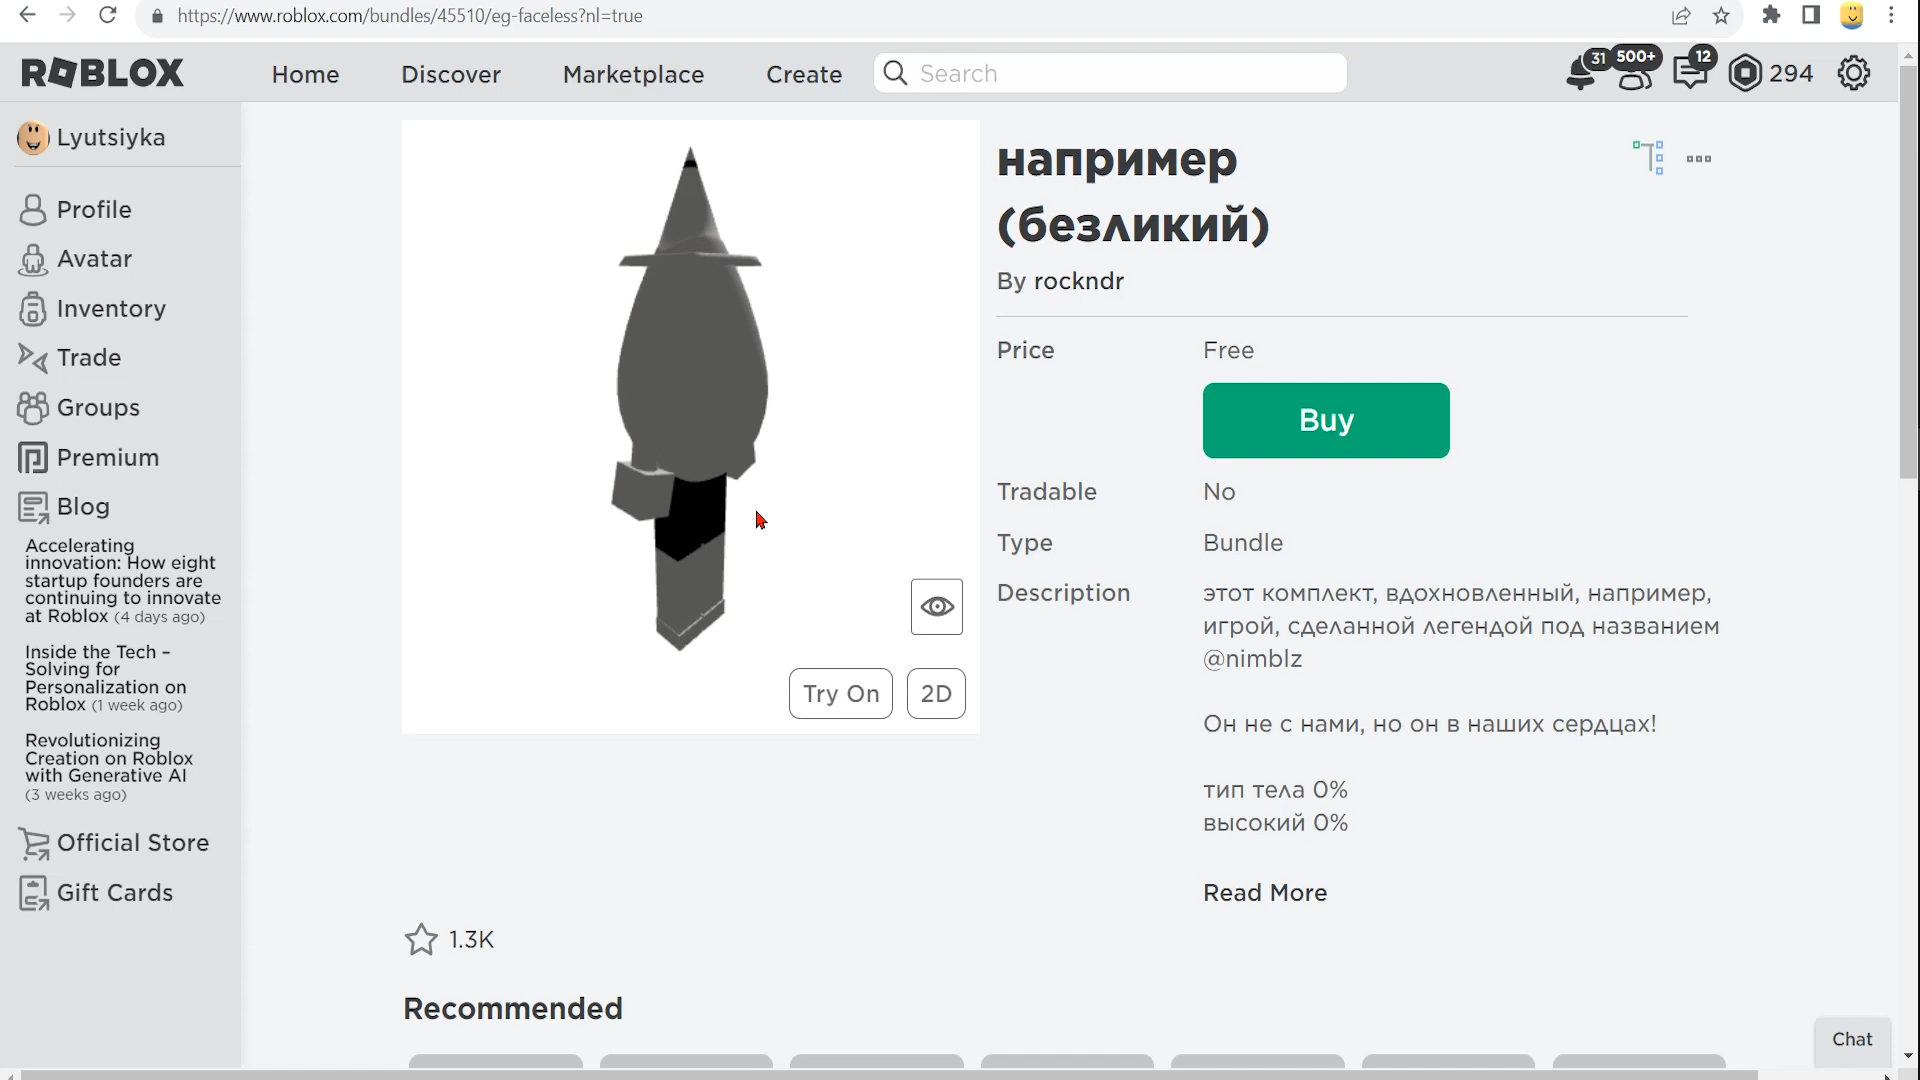 https://www.roblox.com/bundles/45510/eg-faceless?nl=true
ROBLOX
Home
Discover
Marketplace
Create
Search
31
500+
12
294
Lyutsiyka
Profile
Avatar
Inventory
Trade
Groups
Premium
Blog
Accelerating
innovation: How eight
startup founders are
continuing to innovate
at Roblox (4 days ago)
Inside the Tech –
Solving for
Personalization on
Roblox (1 week ago)
Revolutionizing
Creation on Roblox
with Generative AI
(3 weeks ago)
Official Store
Gift Cards
Try On
2D
например
(безликий)
By rockndr
Price
Free
Buy
Tradable
No
Type
Bundle
Description
этот комплект, вдохновленный, например,
игрой, сделанной легендой под названием
@nimblz
Он не с нами, но он в наших сердцах!
тип тела 0%
высокий 0%
Read More
1.3K
Recommended
Chat